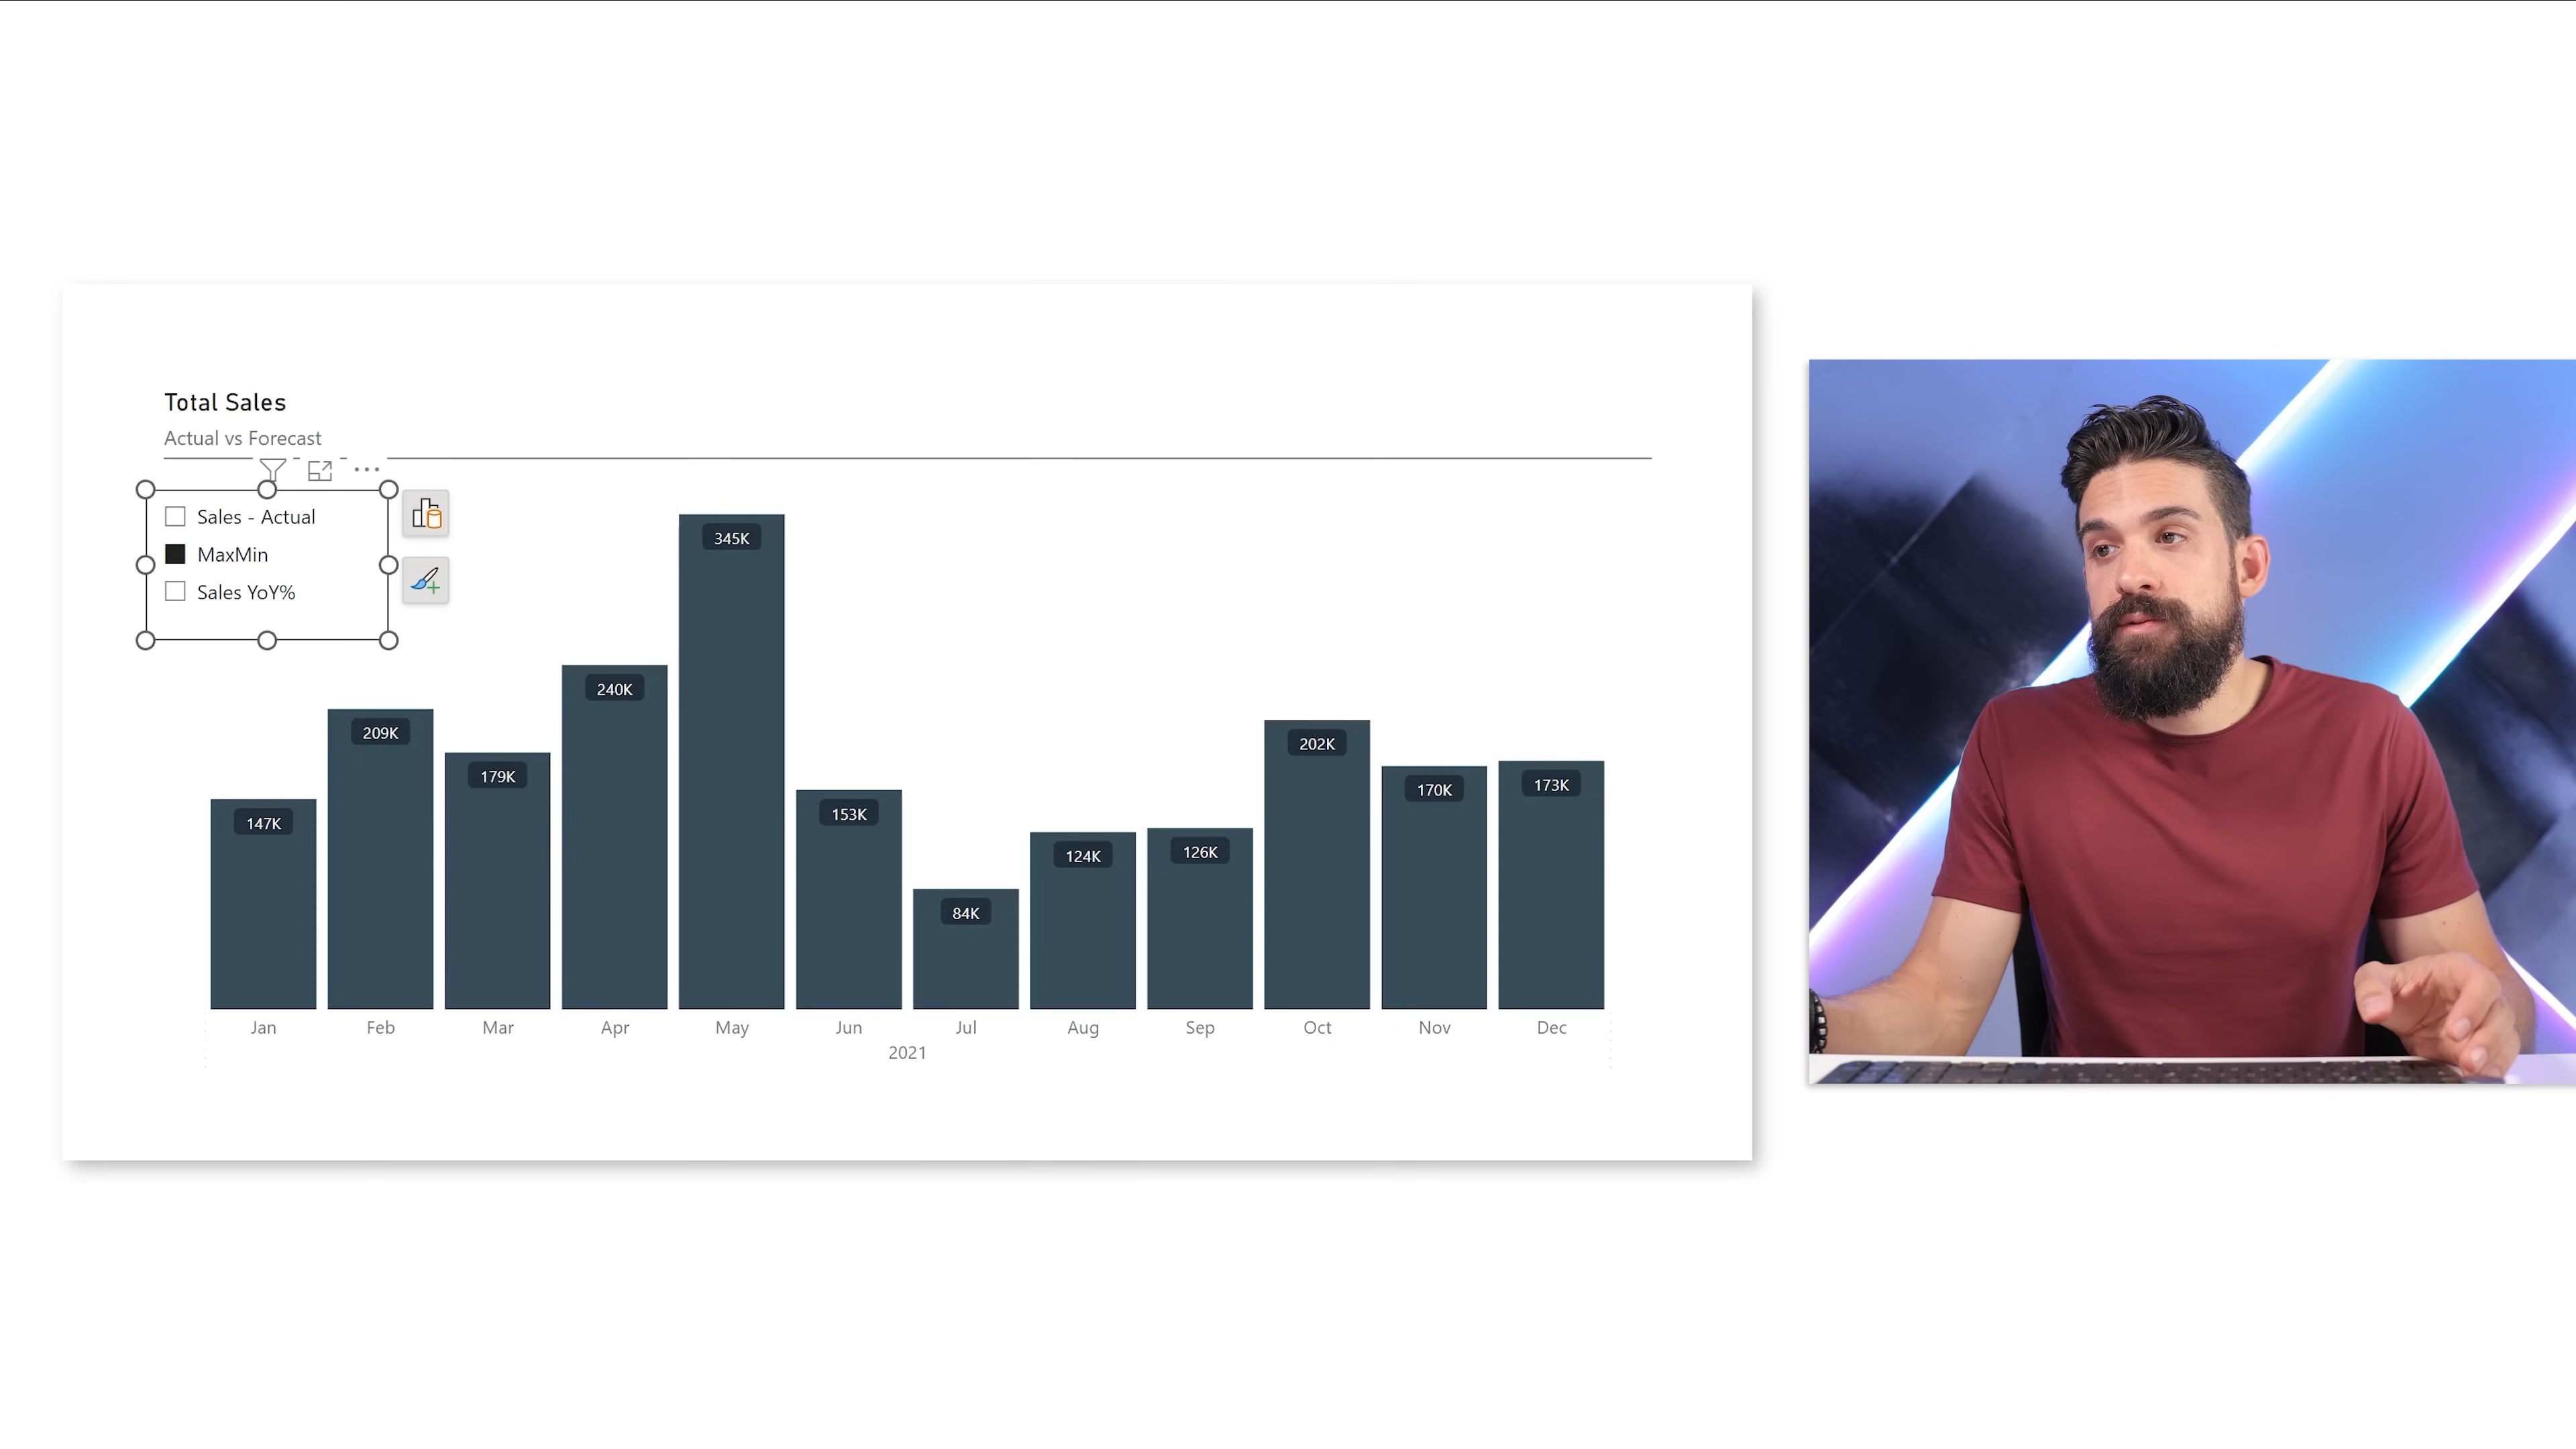 Total Sales
Actual vs Forecast
Sales - Actual
MaxMin
Sales YoY%
345K
240K
209K
179K
202K
147K
153K
170K
173K
124K
126K
84K
Jan Feb Mar Apr May Jun Jul Aug Sep Oct Nov Dec
2021